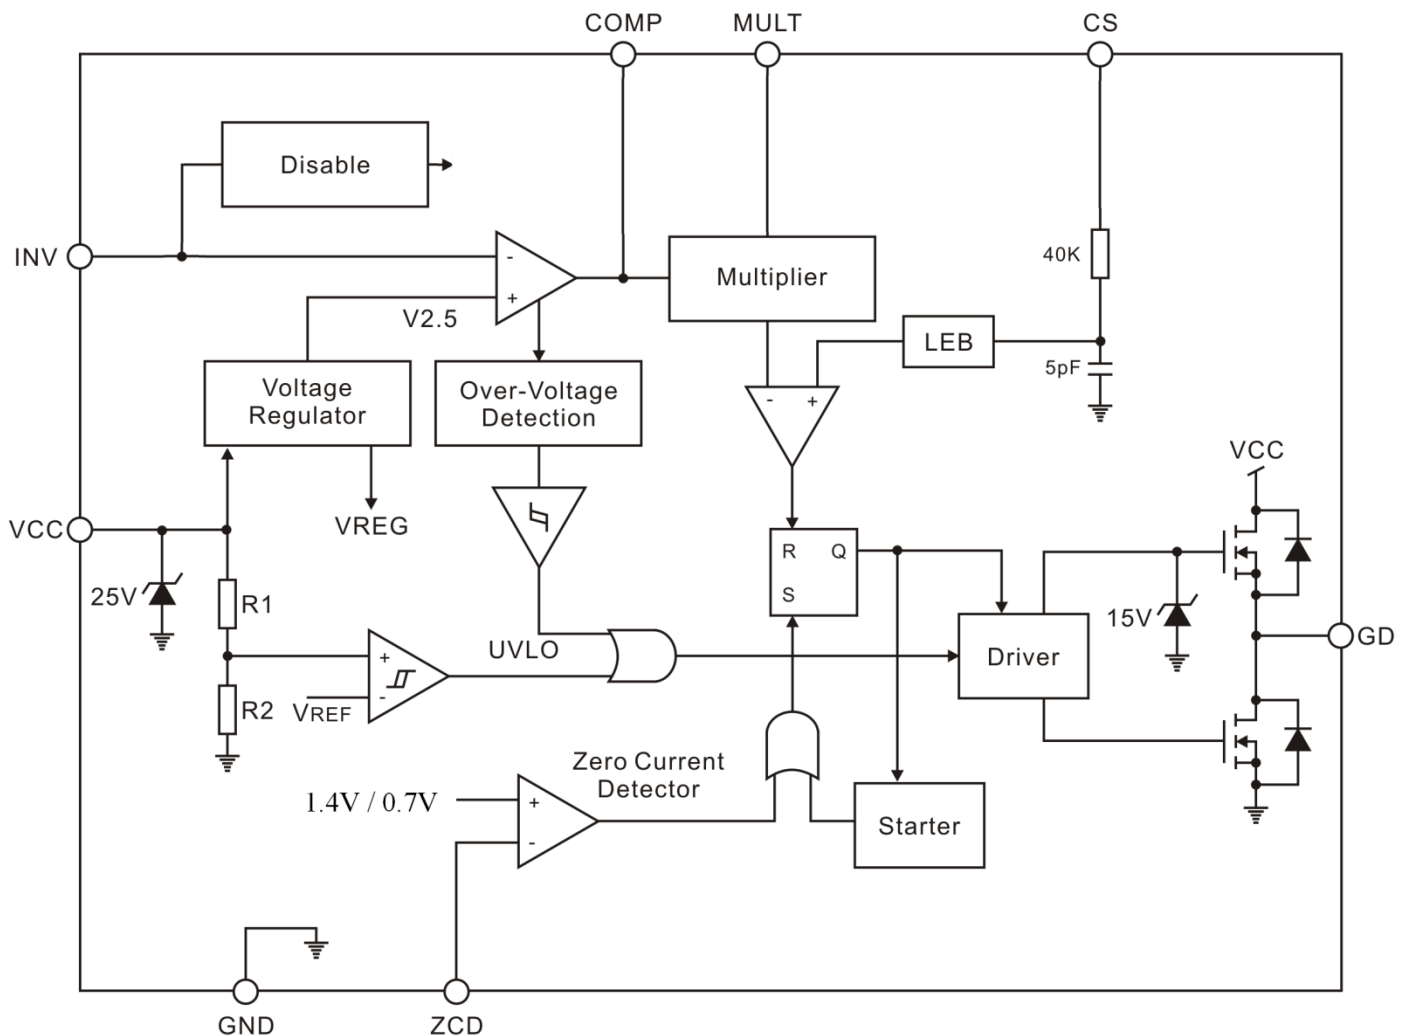 COMP
MULT
CS
Disable
INV
-
+
V2.5
Multiplier
40K
LEB
5pF
Voltage
Regulator
Over-Voltage
Detection
- +
VCC
VCC
VREG
25V
R1
R Q
S
15V
UVLO
Driver
GD
+
-
R2
VREF
Zero Current
Detector
1.4V / 0.7V
+
-
Starter
GND
ZCD